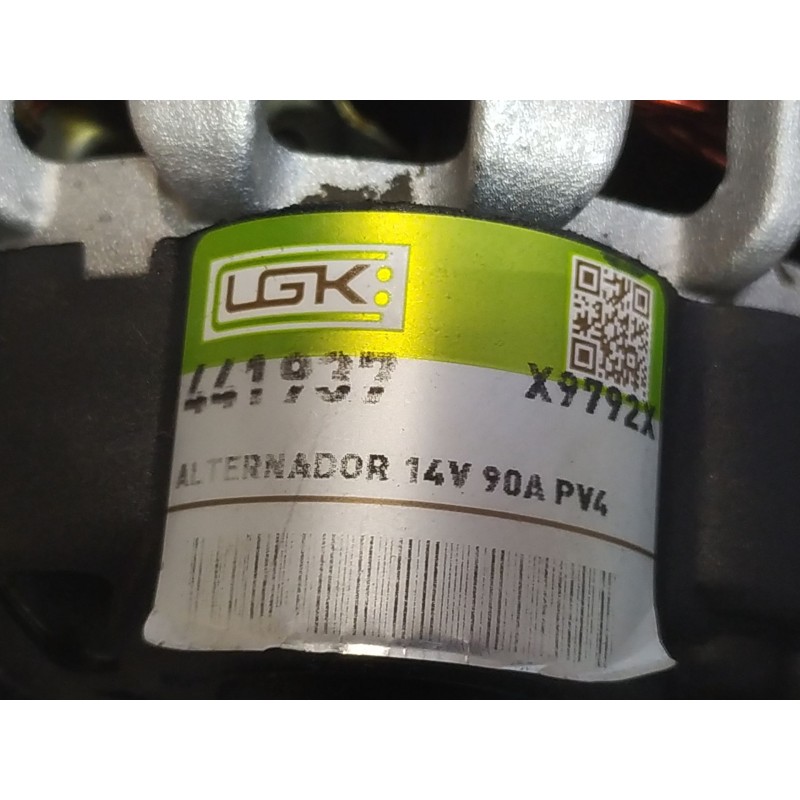 LGK
441937
X9792X
ALTERNADOR 14V 90A PV4